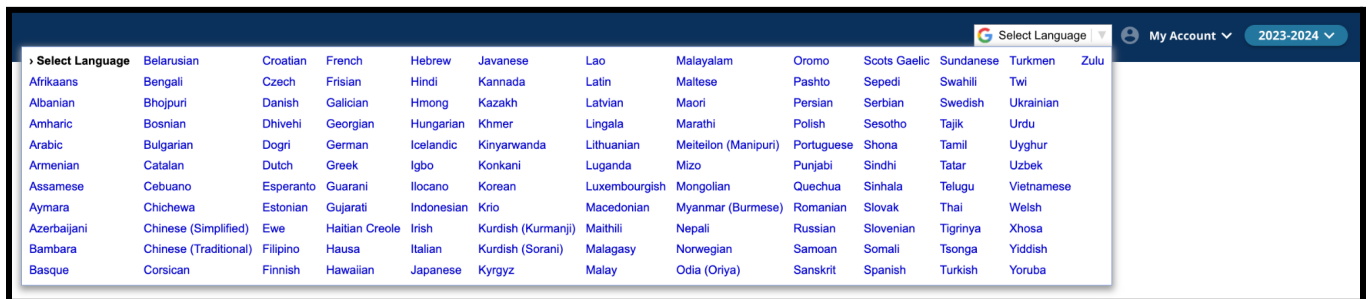 Select Language My Account 2023-2024
› Select Language Belarusian Croatian French Hebrew Javanese Lao Malayalam Oromo Scots Gaelic Sundanese Turkmen Zulu
Afrikaans Bengali Czech Frisian Hindi Kannada Latin Maltese Pashto Sepedi Swahili Twi
Albanian Bhojpuri Danish Galician Hmong Kazakh Latvian Maori Persian Serbian Swedish Ukrainian
Amharic Bosnian Dhivehi Georgian Hungarian Khmer Lingala Marathi Polish Sesotho Tajik Urdu
Arabic Bulgarian Dogri German Icelandic Kinyarwanda Lithuanian Meiteilon (Manipuri) Portuguese Shona Tamil Uyghur
Armenian Catalan Dutch Greek Igbo Konkani Luganda Mizo Punjabi Sindhi Tatar Uzbek
Assamese Cebuano Esperanto Guarani Ilocano Korean Luxembourgish Mongolian Quechua Sinhala Telugu Vietnamese
Aymara Chichewa Estonian Gujarati Indonesian Krio Macedonian Myanmar (Burmese) Romanian Slovak Thai Welsh
Azerbaijani Chinese (Simplified) Ewe Haitian Creole Irish Kurdish (Kurmanji) Maithili Nepali Russian Slovenian Tigrinya Xhosa
Bambara Chinese (Traditional) Filipino Hausa Italian Kurdish (Sorani) Malagasy Norwegian Samoan Somali Tsonga Yiddish
Basque Corsican Finnish Hawaiian Japanese Kyrgyz Malay Odia (Oriya) Sanskrit Spanish Turkish Yoruba